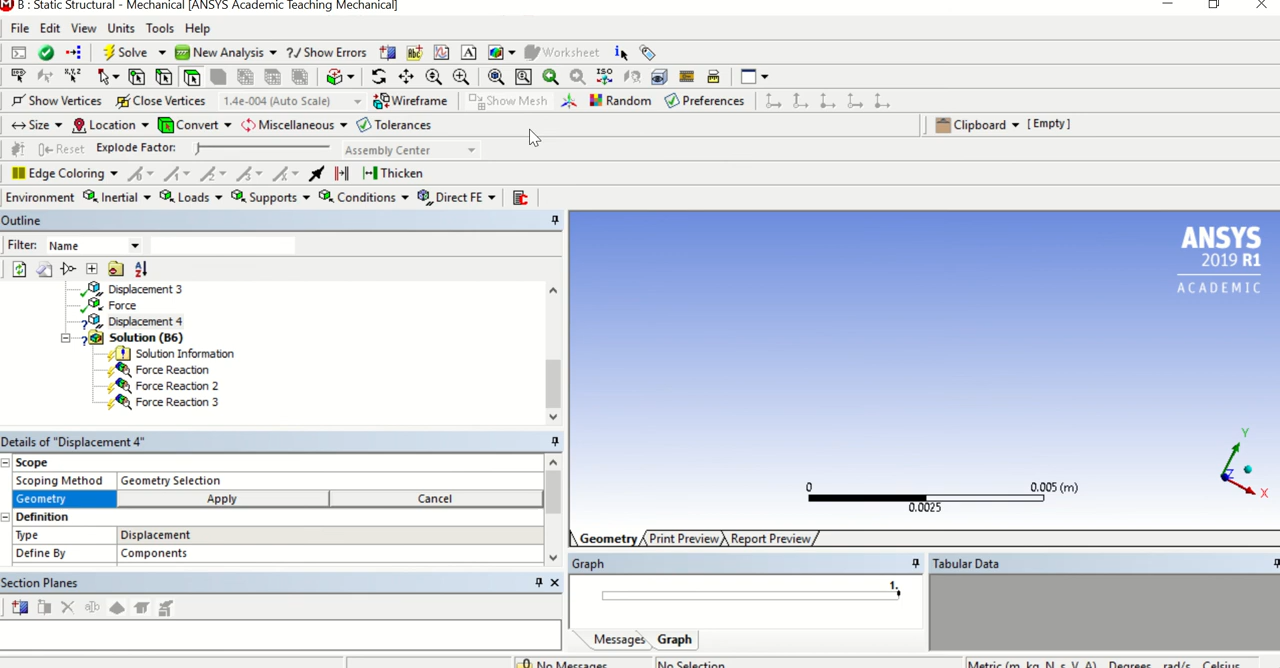 B : Static Structural - Mechanical [ANSYS Academic Teaching Mechanical]
File Edit View Units Tools Help
Solve New Analysis ?/ Show Errors Worksheet
Show Vertices Close Vertices 1.4e-004 (Auto Scale) Wireframe Show Mesh Random Preferences
Size Location Convert Miscellaneous Tolerances Clipboard [ Empty ]
Reset Explode Factor: Assembly Center
Edge Coloring Thicken
Environment Inertial Loads Supports Conditions Direct FE
Outline
Filter: Name
ANSYS
2019 R1
ACADEMIC
Displacement 3
Force
Displacement 4
Solution (B6)
Solution Information
Force Reaction
Force Reaction 2
Force Reaction 3
Details of "Displacement 4"
Scope
Scoping Method Geometry Selection
Geometry Apply Cancel
Definition
Type Displacement
Define By Components
Y
Z
X
0 0.005 (m)
0.0025
Geometry Print Preview Report Preview
Section Planes
Graph
1.
Messages Graph
Tabular Data
0 No Messages No Selection Metric (m, kg, N, s, V, A) Degrees rad/s Celsius